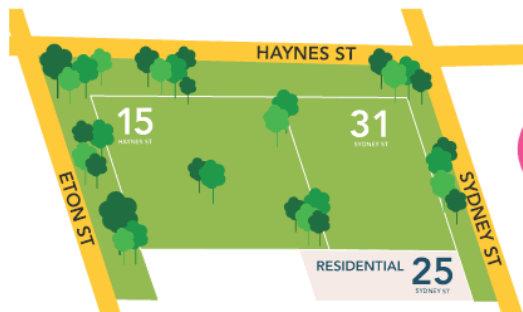 HAYNES ST
15
HAYNES ST
31
SYDNEY ST
ETON ST
SYDNEY ST
RESIDENTIAL 25
SYDNEY ST